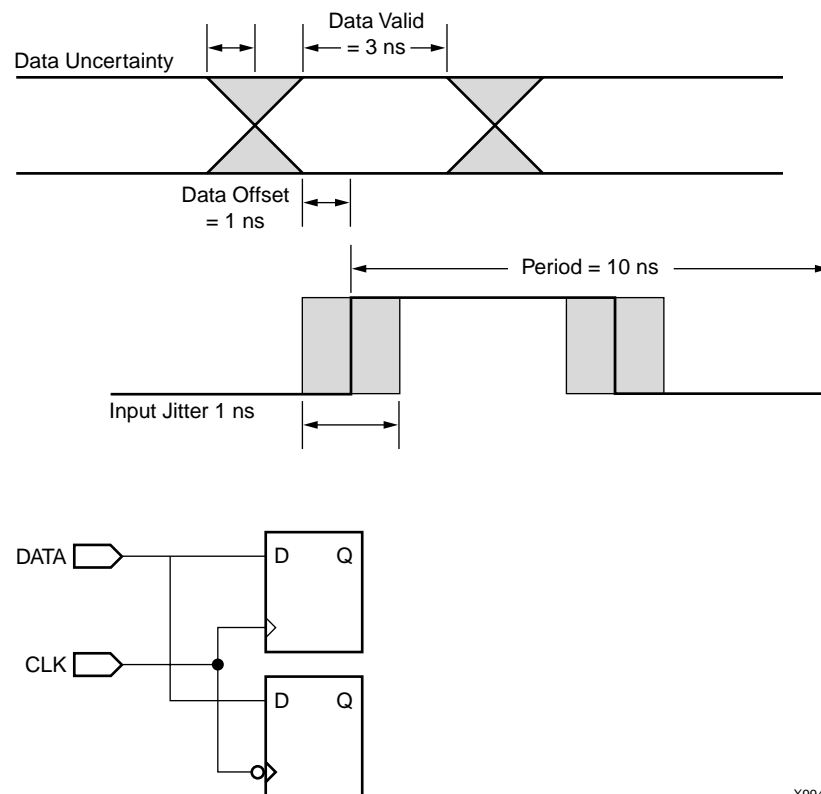 Data Valid
= 3 ns
Data Uncertainty
Data Offset
= 1 ns
Period = 10 ns
Input Jitter 1 ns
DATA
D Q
CLK
D Q